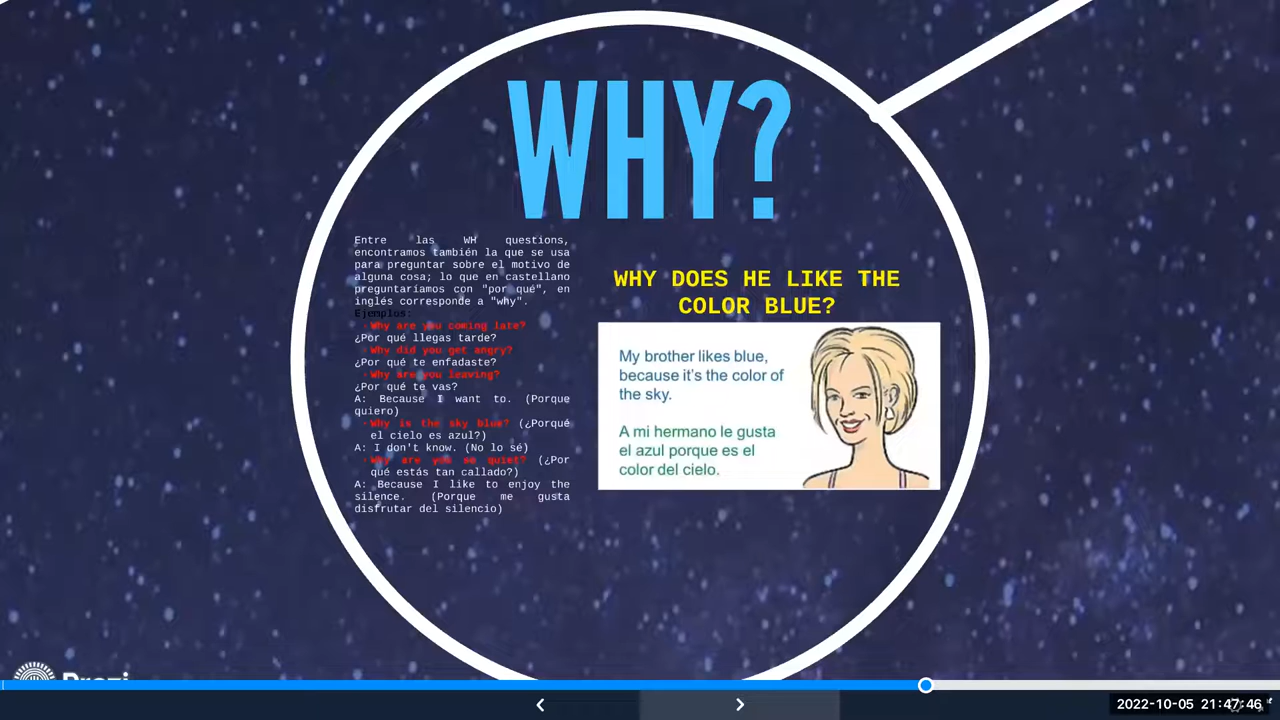 WHY?
Entre las WH questions,
encontramos también la que se usa
para preguntar sobre el motivo de
alguna cosa; lo que en castellano
preguntaríamos con "por qué", en
inglés corresponde a "why".
Ejemplos:
·Why are you coming late?
¿Por qué llegas tarde?
·Why did you get angry?
¿Por qué te enfadaste?
·Why are you leaving?
¿Por qué te vas?
A: Because I want to. (Porque
quiero)
·Why is the sky blue? (¿Porqué
el cielo es azul?)
A: I don't know. (No lo sé)
·Why are you so quiet? (¿Por
qué estás tan callado?)
A: Because I like to enjoy the
silence. (Porque me gusta
disfrutar del silencio)
WHY DOES HE LIKE THE
COLOR BLUE?
My brother likes blue,
because it's the color of
the sky.
A mi hermano le gusta
el azul porque es el
color del cielo.
Prezi
2022-10-05 21:47:46